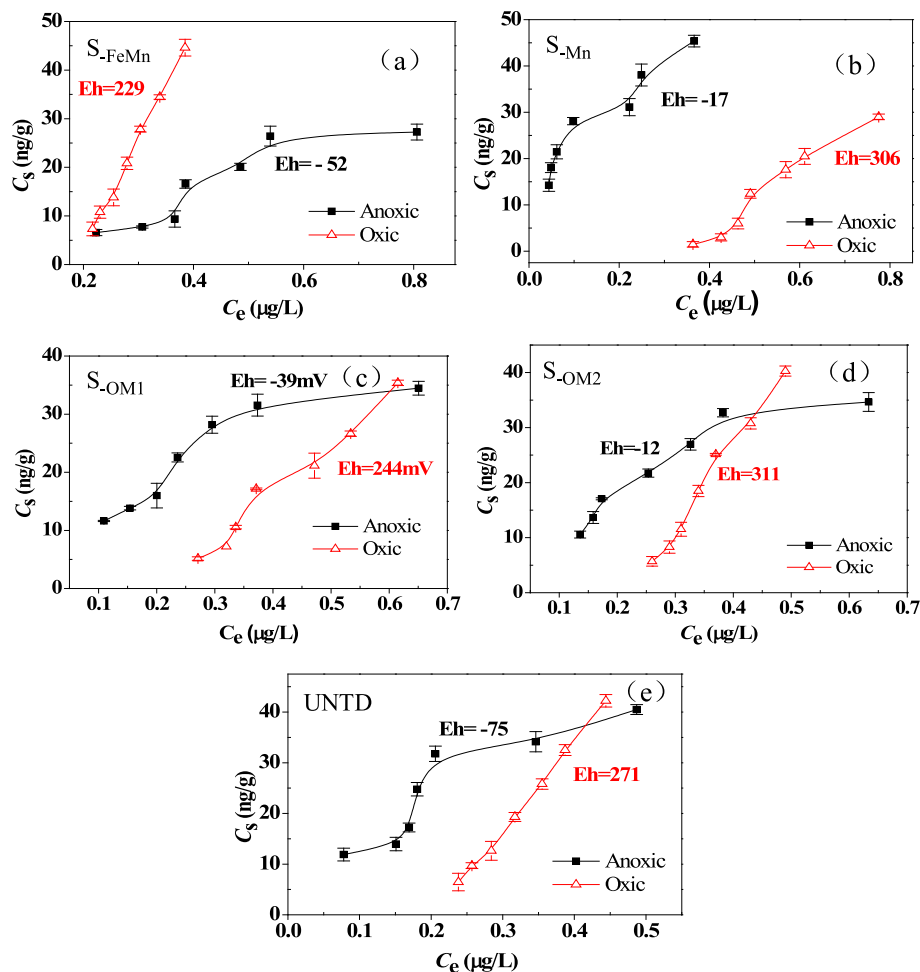 S-FeMn
(a)
Eh=229
Eh= - 52
Anoxic
Oxic
Cs (ng/g)
50
40
30
20
10
0
0.2
0.4
0.6
0.8
Ce (µg/L)
S-Mn
(b)
Eh= -17
Eh=306
Anoxic
Oxic
Cs (ng/g)
50
40
30
20
10
0
0.0
0.2
0.4
0.6
0.8
Ce (µg/L)
S-OM1
(c)
Eh= -39mV
Eh=244mV
Anoxic
Oxic
Cs (ng/g)
40
30
20
10
0
0.1
0.2
0.3
0.4
0.5
0.6
0.7
Ce (µg/L)
S-OM2
(d)
Eh=-12
Eh=311
Anoxic
Oxic
Cs (ng/g)
40
30
20
10
0
0.1
0.2
0.3
0.4
0.5
0.6
0.7
Ce (µg/L)
UNTD
(e)
Eh= -75
Eh=271
Anoxic
Oxic
Cs (ng/g)
40
30
20
10
0
0.0
0.1
0.2
0.3
0.4
0.5
Ce (µg/L)